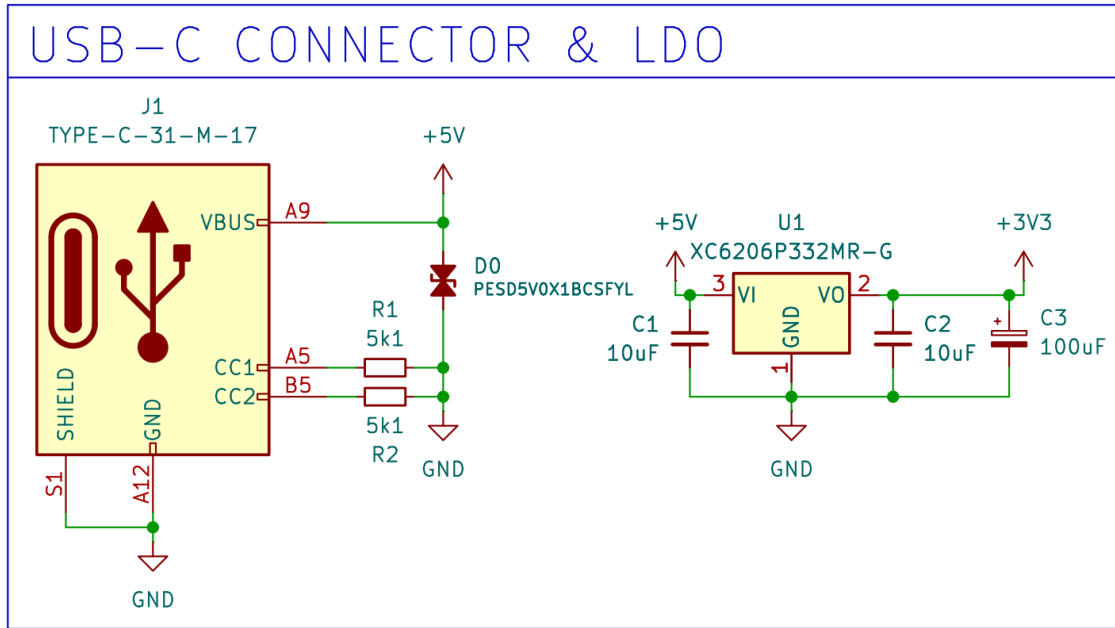 USB-C CONNECTOR & LDO
J1
TYPE-C-31-M-17
+5V
VBUS
A9
D0
PESD5V0X1BCSFYL
R1
5k1
CC1
A5
CC2
B5
5k1
R2
SHIELD
GND
S1
A12
GND
GND
+5V
U1
+3V3
XC6206P332MR-G
3
VI
VO
2
GND
1
C1
10uF
C2
10uF
+
C3
100uF
GND